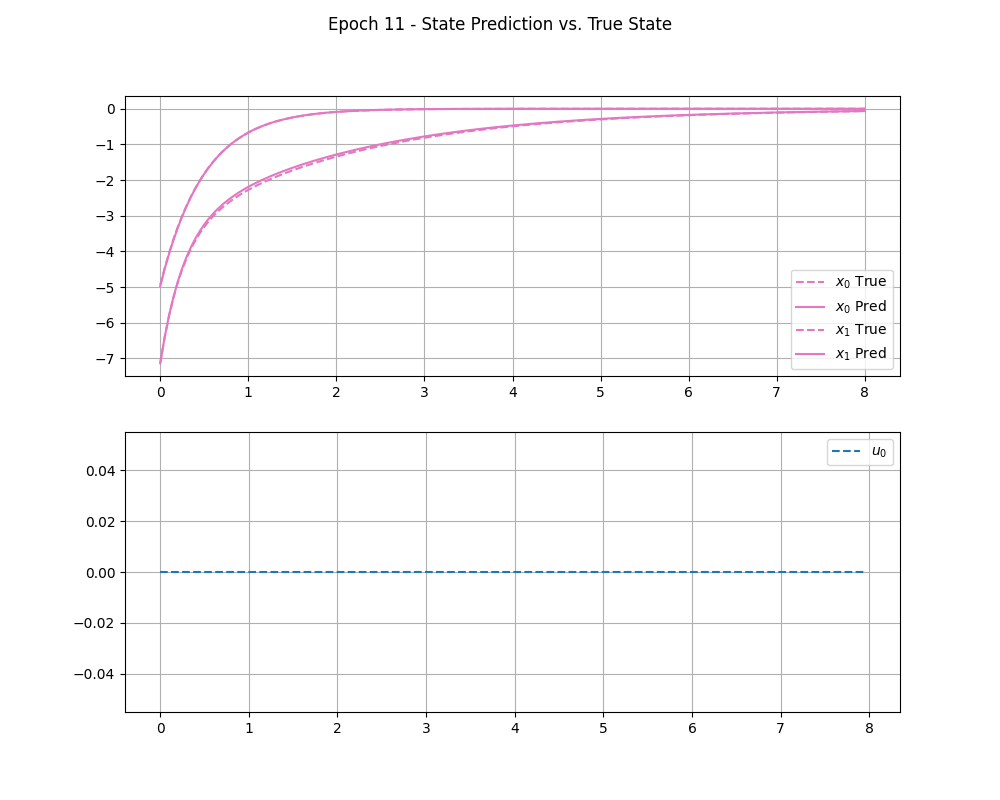 Epoch 11 - State Prediction vs. True State
0
−1
−2
−3
−4
−5
−6
−7
x₀ True
x₀ Pred
x₁ True
x₁ Pred
0 1 2 3 4 5 6 7 8
0.04
0.02
0.00
−0.02
−0.04
u₀
0 1 2 3 4 5 6 7 8